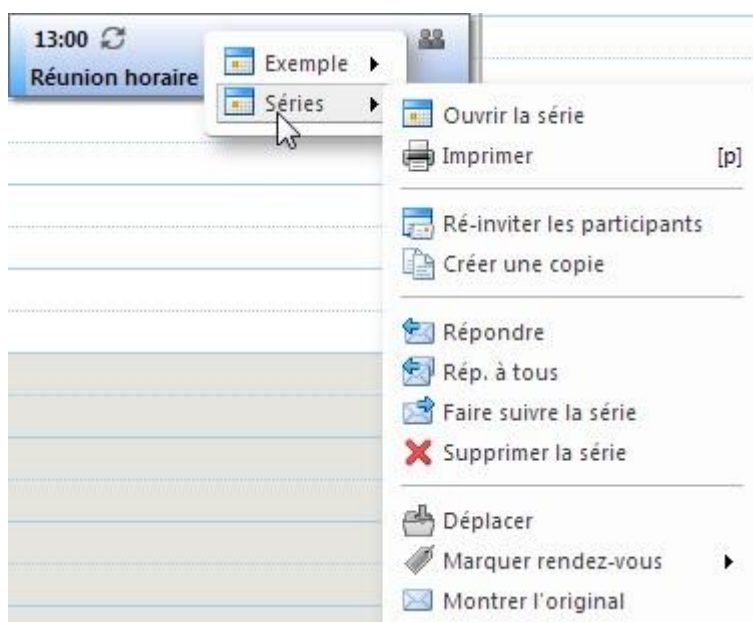 13:00
Réunion horaire
Exemple
Séries
Ouvrir la série
Imprimer [p]
Ré-inviter les participants
Créer une copie
Répondre
Rép. à tous
Faire suivre la série
Supprimer la série
Déplacer
Marquer rendez-vous
Montrer l'original